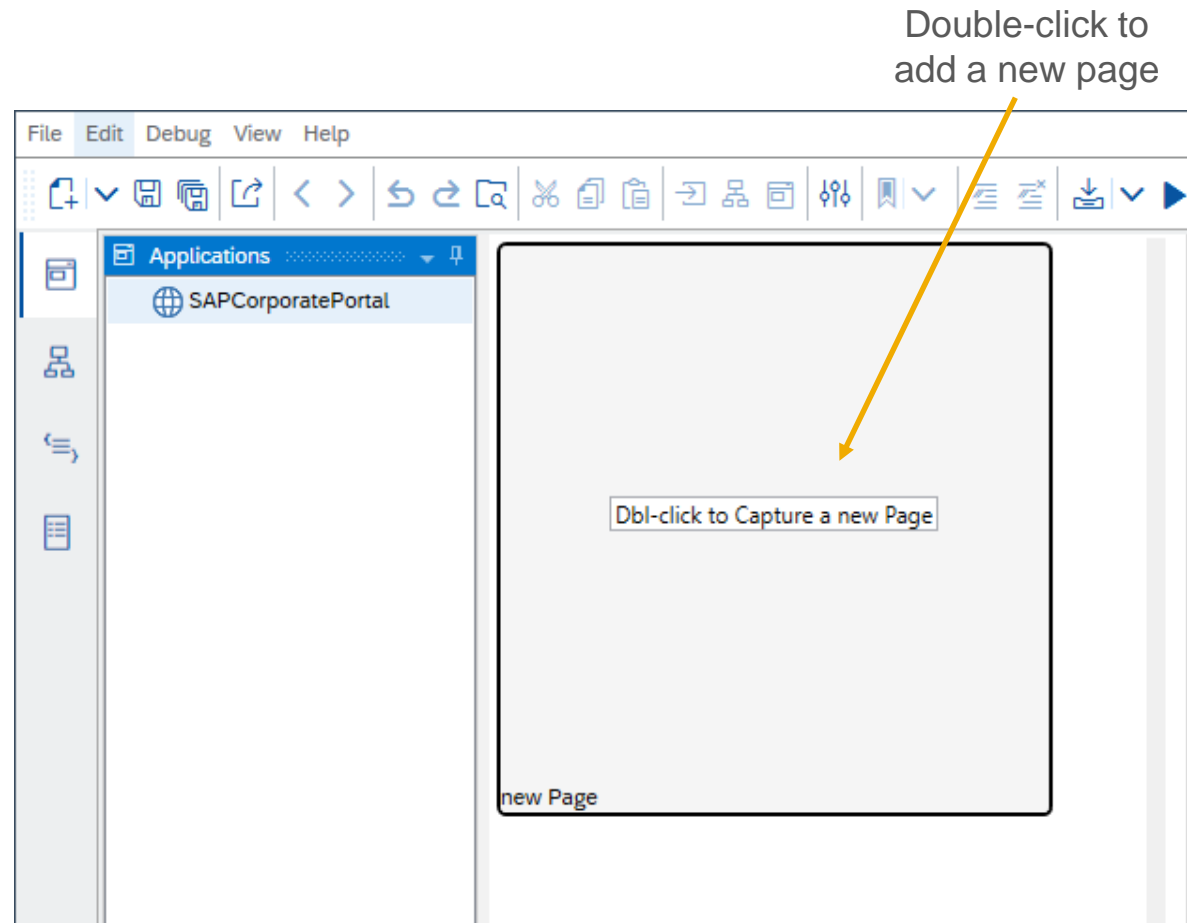 Double-click to
add a new page
File Edit Debug View Help
Applications
SAPCorporatePortal
Dbl-click to Capture a new Page
new Page